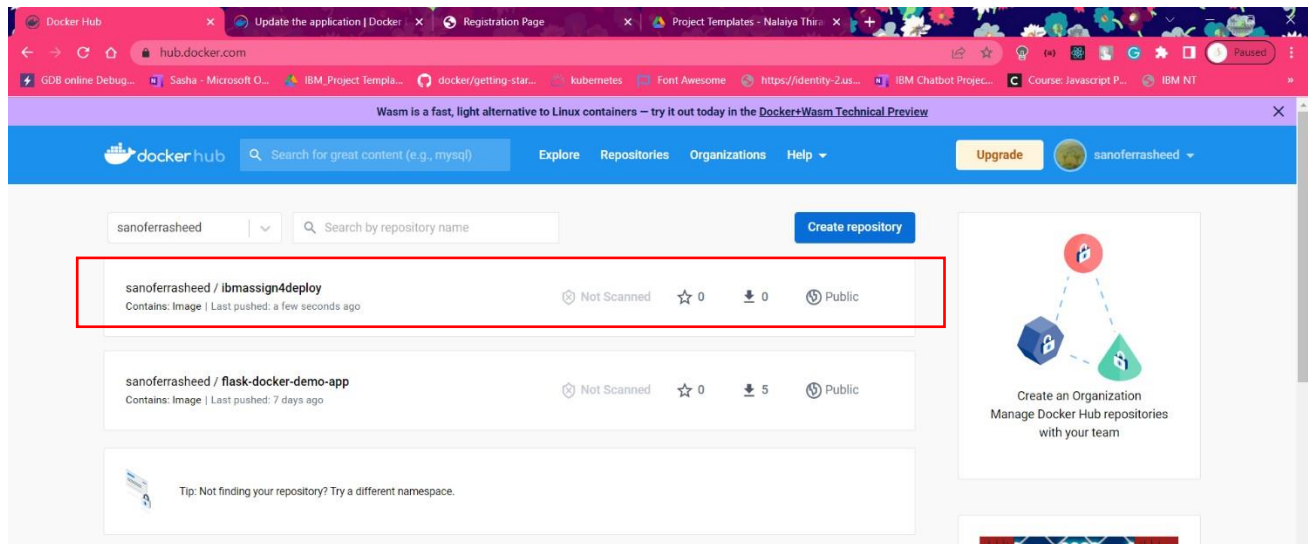 Docker Hub
Update the application | Docker
Registration Page
Project Templates - Nalaiya Thira
hub.docker.com
Paused
GDB online Debug...
Sasha - Microsoft O...
IBM_Project Templa...
docker/getting-star...
kubernetes
Font Awesome
https://identity-2.us...
IBM Chatbot Projec...
Course: Javascript P...
IBM NT
Wasm is a fast, light alternative to Linux containers — try it out today in the Docker+Wasm Technical Preview
dockerhub
Search for great content (e.g., mysql)
Explore
Repositories
Organizations
Help
Upgrade
sanoferrasheed
sanoferrasheed
Search by repository name
Create repository
sanoferrasheed / ibmassign4deploy
Contains: Image | Last pushed: a few seconds ago
Not Scanned
0
0
Public
sanoferrasheed / flask-docker-demo-app
Contains: Image | Last pushed: 7 days ago
Not Scanned
0
5
Public
Tip: Not finding your repository? Try a different namespace.
Create an Organization
Manage Docker Hub repositories
with your team